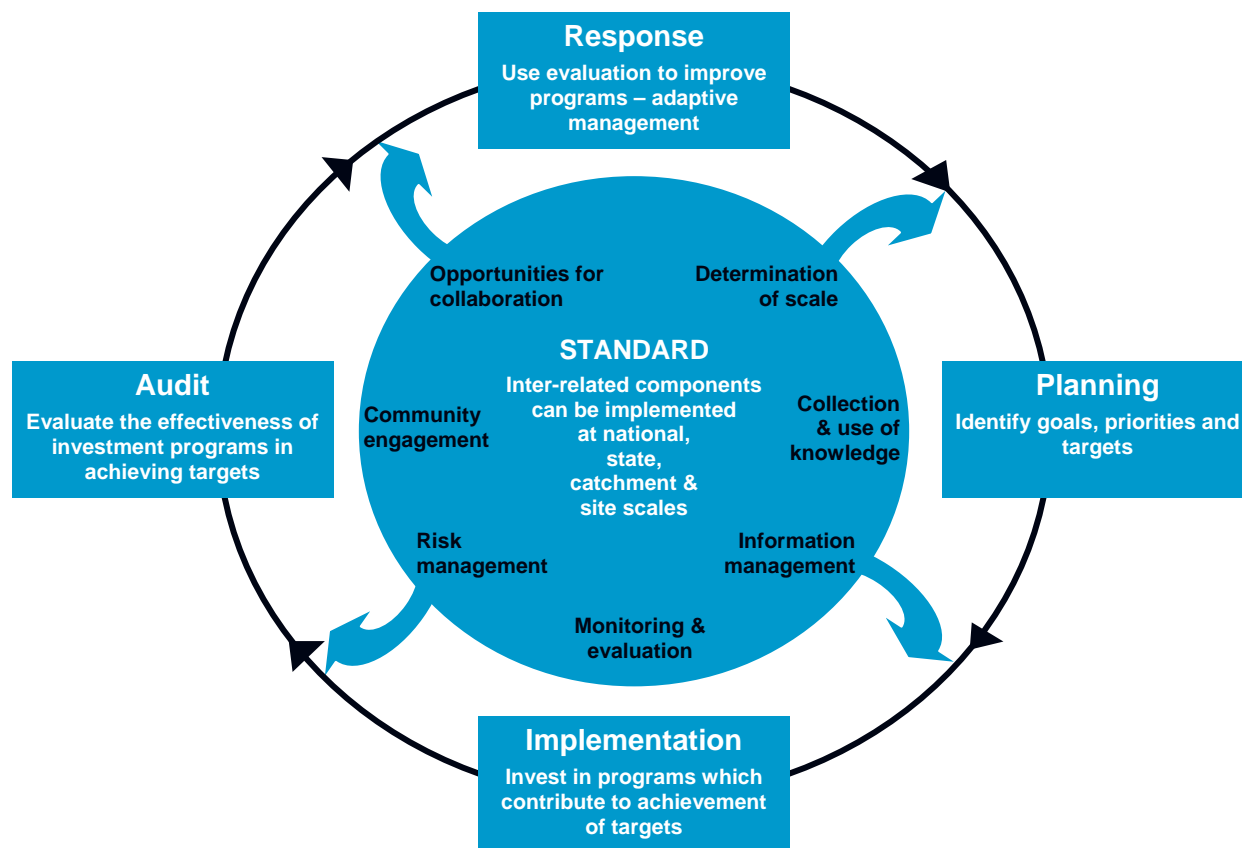 Response
Use evaluation to improve
programs – adaptive
management
Opportunities for
collaboration
Determination
of scale
STANDARD
Inter-related components
can be implemented
at national,
state,
catchment &
site scales
Audit
Evaluate the effectiveness of
investment programs in
achieving targets
Community
engagement
Collection
& use of
knowledge
Planning
Identify goals, priorities and
targets
Risk
management
Information
management
Monitoring &
evaluation
Implementation
Invest in programs which
contribute to achievement
of targets